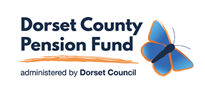 Dorset County
Pension Fund
administered by Dorset Council